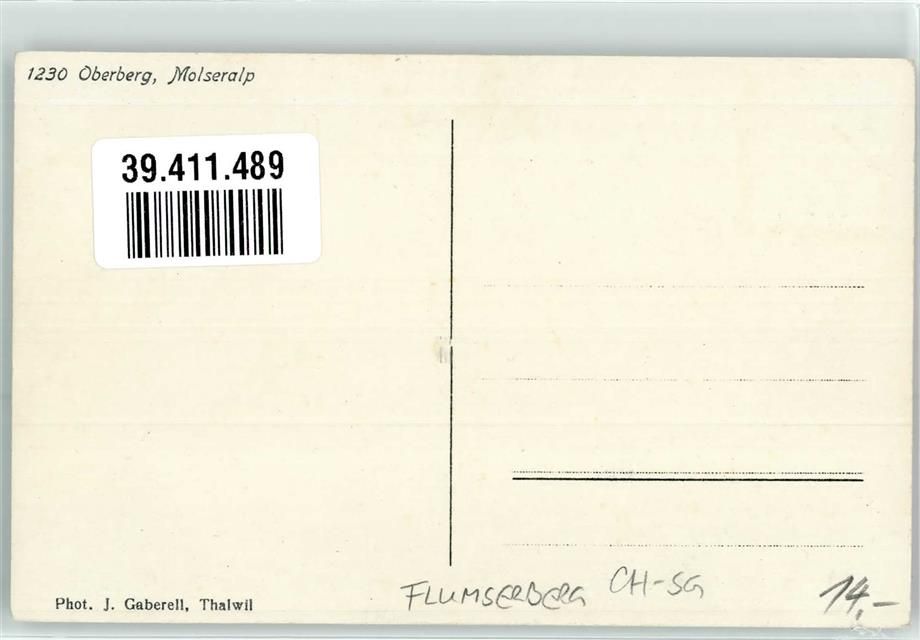 1230 Oberberg, Molseralp
39.411.489
Phot. J. Gaberell, Thalwil
FLUMSERBERG CH-SG
14,-